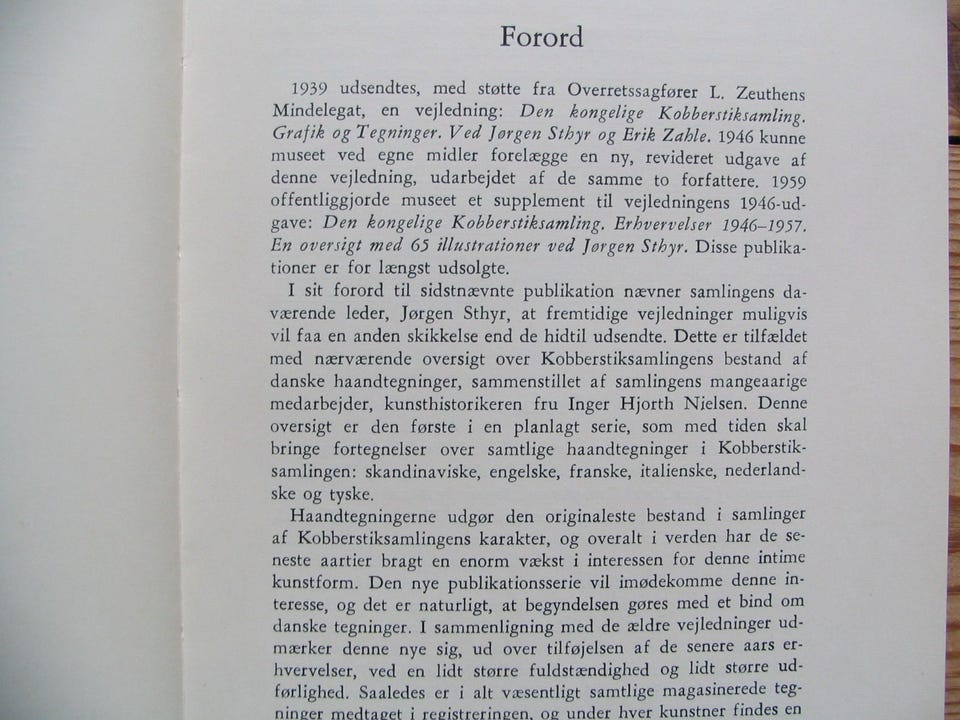 Forord
1939 udsendtes, med støtte fra Overretssagfører L. Zeuthens
Mindelegat, en vejledning: Den kongelige Kobberstiksamling.
Grafik og Tegninger. Ved Jørgen Sthyr og Erik Zahle. 1946 kunne
museet ved egne midler forelægge en ny, revideret udgave af
denne vejledning, udarbejdet af de samme to forfattere. 1959
offentliggjorde museet et supplement til vejledningens 1946-ud-
gave: Den kongelige Kobberstiksamling. Erhvervelser 1946–1957.
En oversigt med 65 illustrationer ved Jørgen Sthyr. Disse publika-
tioner er for længst udsolgte.
I sit forord til sidstnævnte publikation nævner samlingens da-
værende leder, Jørgen Sthyr, at fremtidige vejledninger muligvis
vil faa en anden skikkelse end de hidtil udsendte. Dette er tilfældet
med nærværende oversigt over Kobberstiksamlingens bestand af
danske haandtegninger, sammenstillet af samlingens mangeaarige
medarbejder, kunsthistorikeren fru Inger Hjorth Nielsen. Denne
oversigt er den første i en planlagt serie, som med tiden skal
bringe fortegnelser over samtlige haandtegninger i Kobberstik-
samlingen: skandinaviske, engelske, franske, italienske, nederland-
ske og tyske.
Haandtegningerne udgør den originaleste bestand i samlinger
af Kobberstiksamlingens karakter, og overalt i verden har de se-
neste aartier bragt en enorm vækst i interessen for denne intime
kunstform. Den nye publikationsserie vil imødekomme denne in-
teresse, og det er naturligt, at begyndelsen gøres med et bind om
danske tegninger. I sammenligning med de ældre vejledninger ud-
mærker denne nye sig, ud over tilføjelsen af de senere aars er-
hvervelser, ved en lidt større fuldstændighed og lidt større ud-
førlighed. Saaledes er i alt væsentligt samtlige magasinerede teg-
ninger medtaget i registreringen, og under hver kunstner findes en